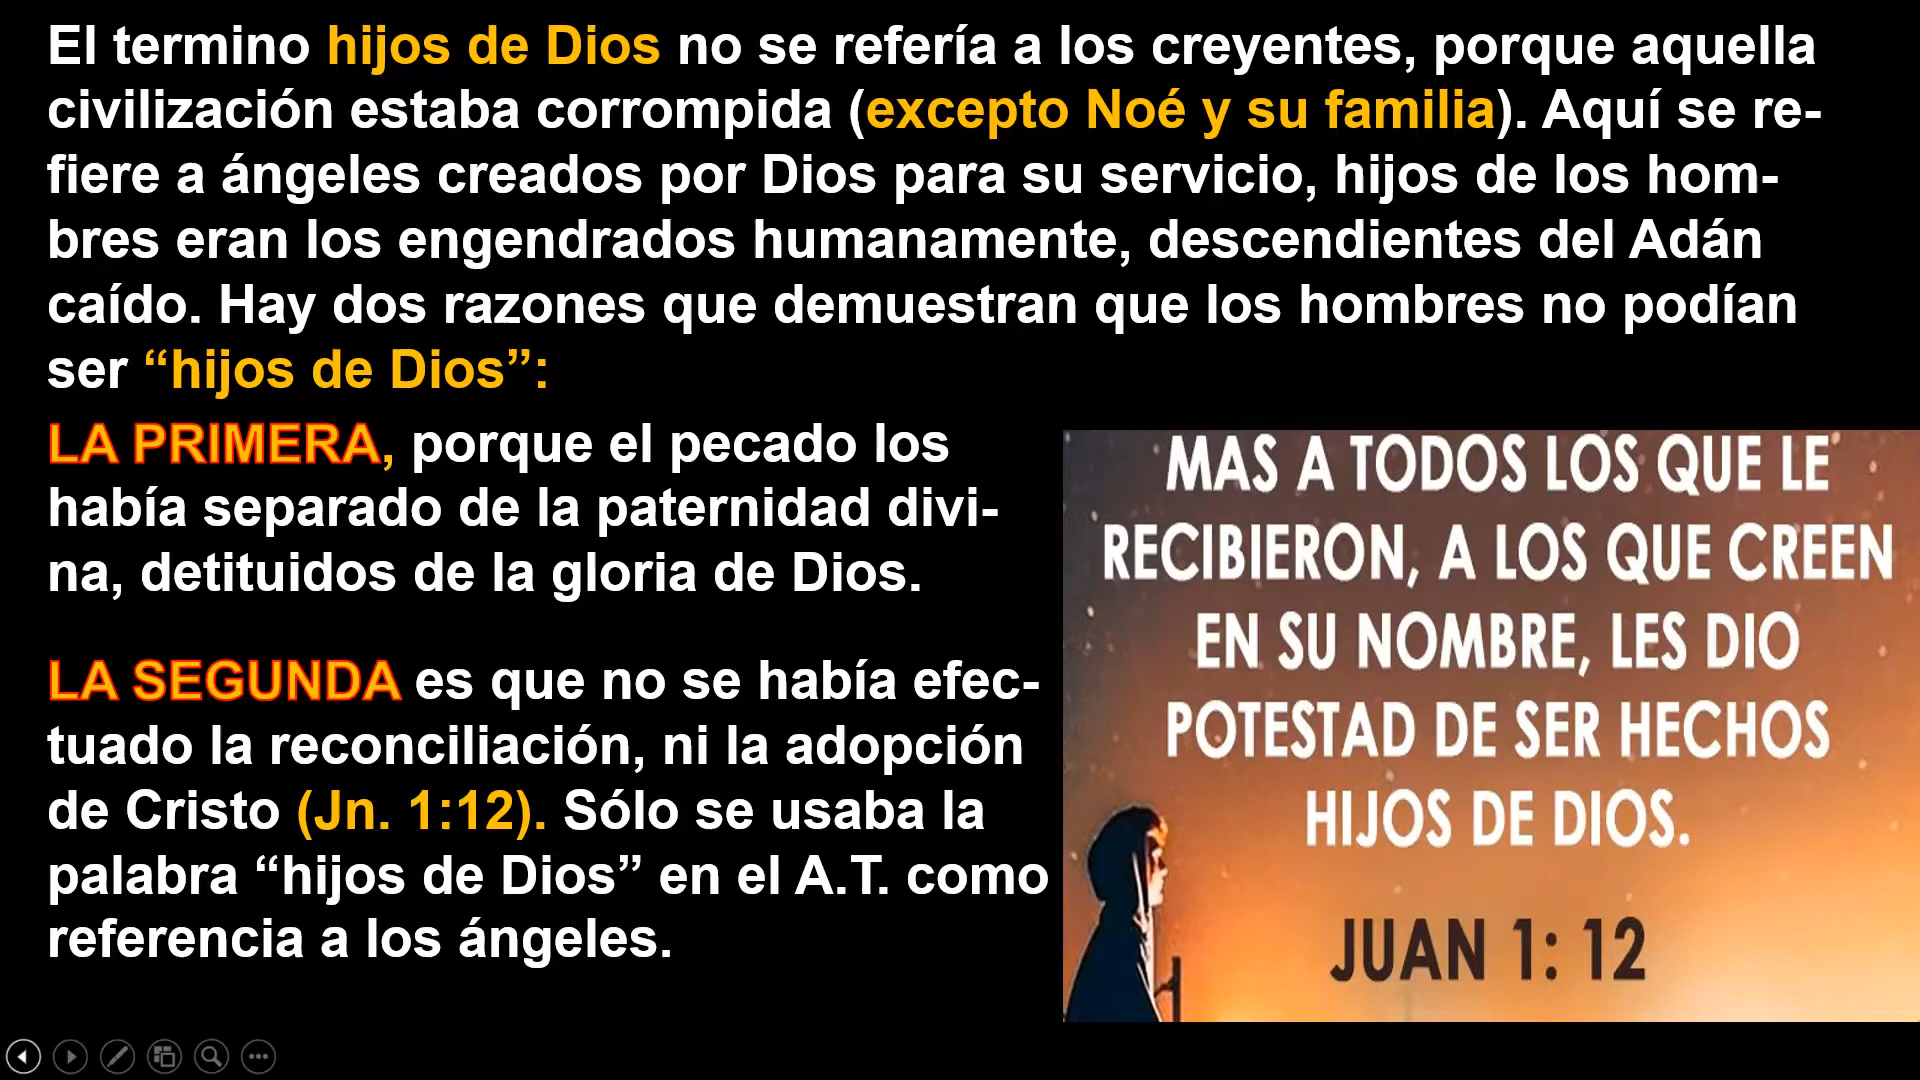 El termino hijos de Dios no se refería a los creyentes, porque aquella
civilización estaba corrompida (excepto Noé y su familia). Aquí se re-
fiere a ángeles creados por Dios para su servicio, hijos de los hom-
bres eran los engendrados humanamente, descendientes del Adán
caído. Hay dos razones que demuestran que los hombres no podían
ser “hijos de Dios”:
LA PRIMERA, porque el pecado los
había separado de la paternidad divi-
na, detituidos de la gloria de Dios.
LA SEGUNDA es que no se había efec-
tuado la reconciliación, ni la adopción
de Cristo (Jn. 1:12). Sólo se usaba la
palabra “hijos de Dios” en el A.T. como
referencia a los ángeles.
MAS A TODOS LOS QUE LE
RECIBIERON, A LOS QUE CREEN
EN SU NOMBRE, LES DIO
POTESTAD DE SER HECHOS
HIJOS DE DIOS.
JUAN 1: 12